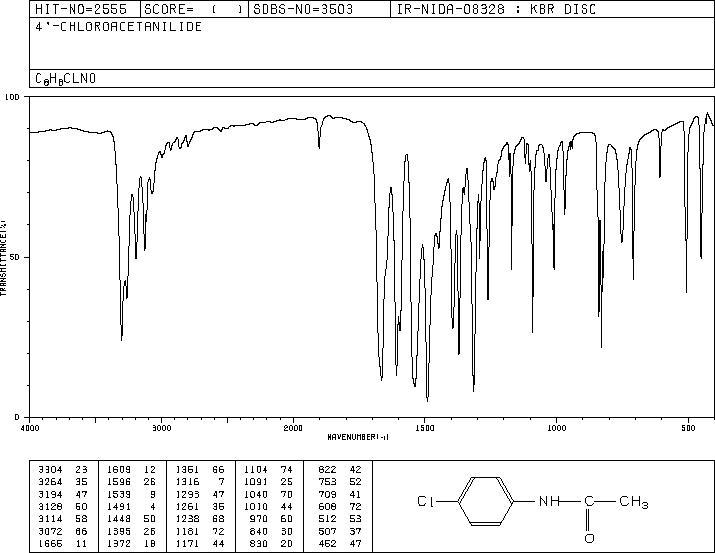 HIT-NO=2555 SCORE= ( ) SDBS-NO=3503 IR-NIDA-08328 : KBR DISC
4'-CHLOROACETANILIDE
C8H8CLNO
100
50
0
TRANSMITTANCE(%)
4000 3000 2000 1500 1000 500
WAVENUMBER(-1)
3304 23 1609 12 1361 66 1104 74 822 42
3264 35 1596 26 1316 7 1091 25 753 52
3194 47 1539 9 1293 47 1040 70 709 41
3128 60 1491 4 1261 35 1010 44 608 72
3114 58 1448 50 1238 68 970 60 512 53
3072 66 1395 26 1181 72 840 30 507 37
1665 11 1372 18 1171 44 830 20 452 47
Cl NH C CH3
O